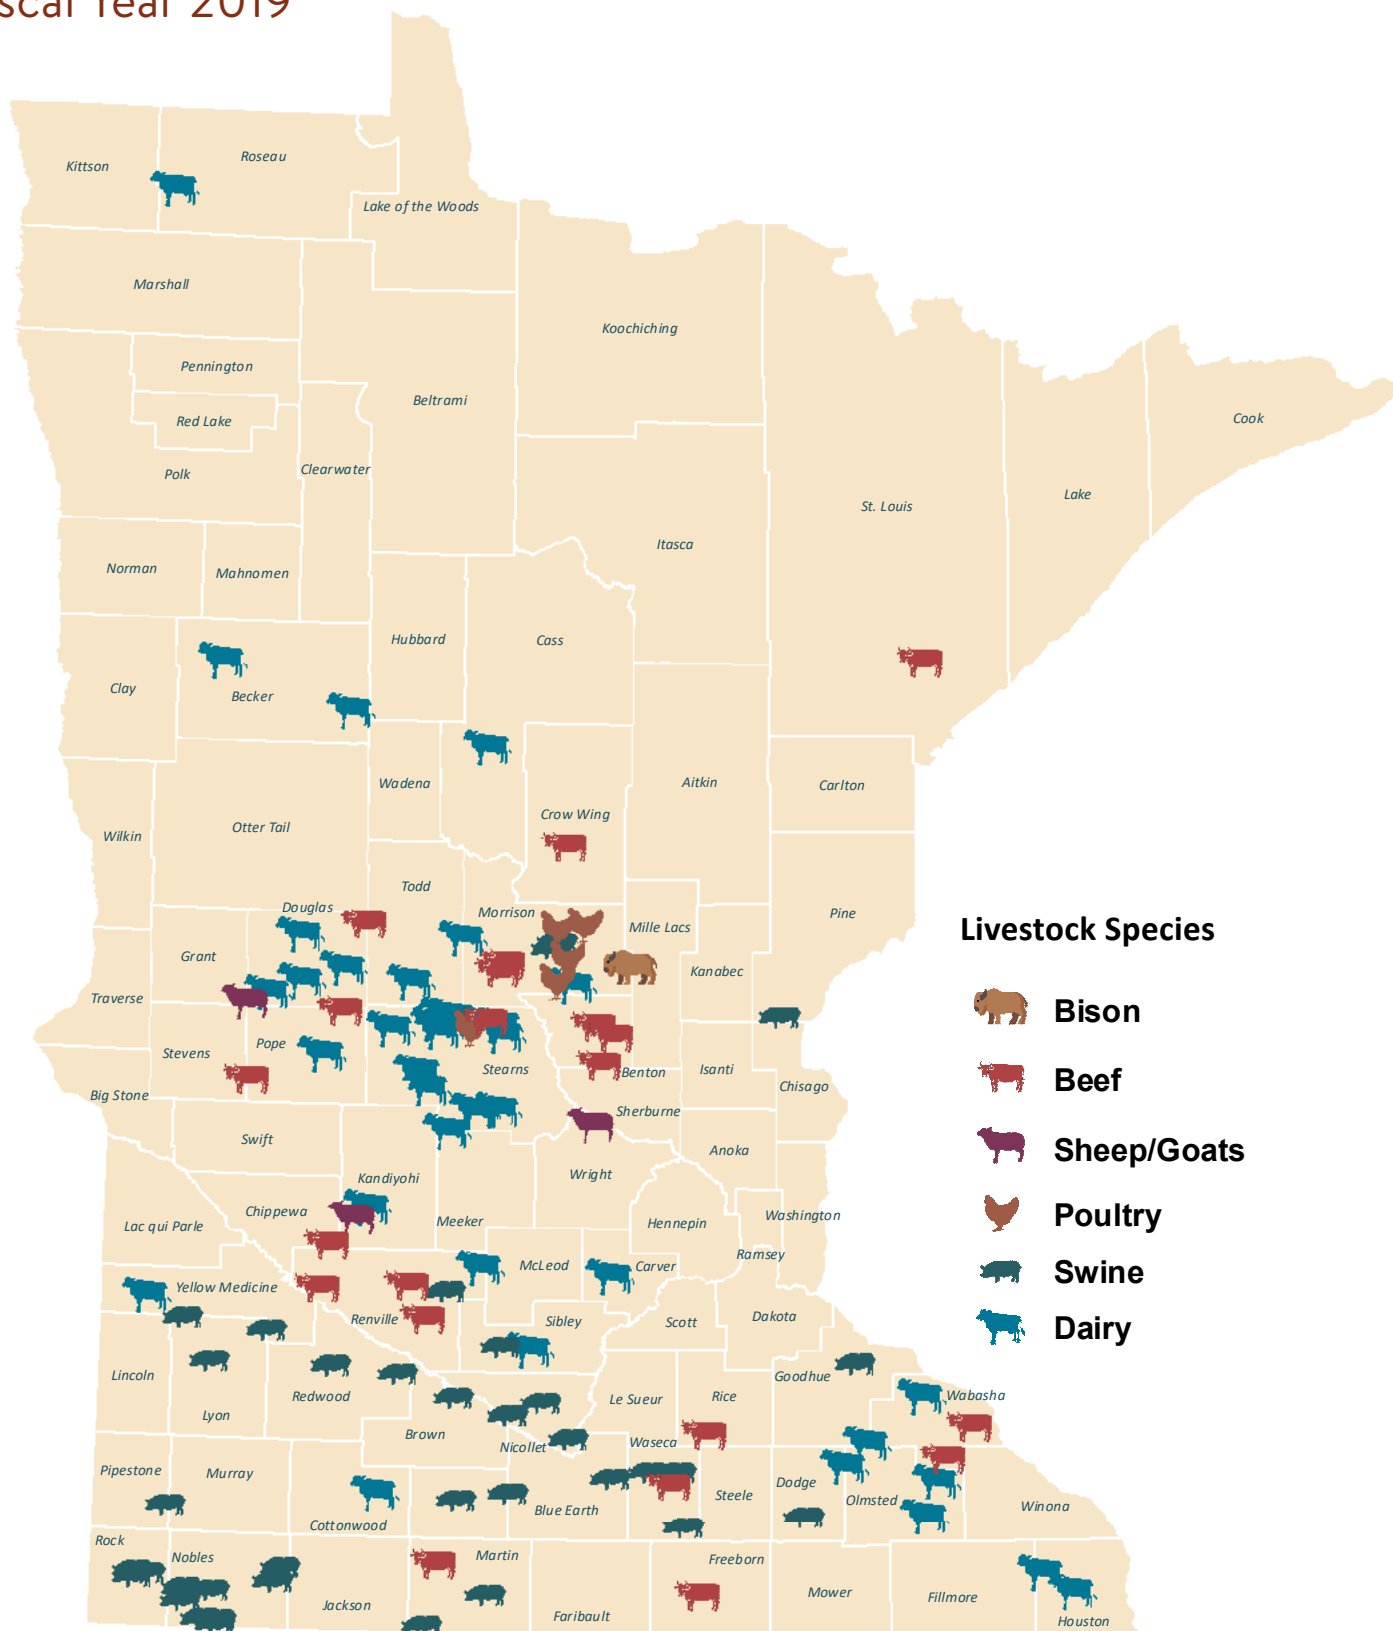 scal Year 2019
Kittson
Roseau
Lake of the Woods
Marshall
Koochiching
Pennington
Beltrami
Red Lake
Cook
Clearwater
Polk
Lake
St. Louis
Itasca
Norman
Mahnomen
Hubbard
Cass
Clay
Becker
Wadena
Aitkin
Carlton
Crow Wing
Otter Tail
Wilkin
Todd
Douglas
Morrison
Pine
Mille Lacs
Livestock Species
Grant
Kanabec
Traverse
Bison
Pope
Stevens
Stearns
Isanti
Benton
Beef
Chisago
Big Stone
Sherburne
Swift
Anoka
Sheep/Goats
Wright
Kandiyohi
Chippewa
Washington
Poultry
Meeker
Hennepin
Lac qui Parle
Ramsey
McLeod
Carver
Swine
Yellow Medicine
Dakota
Renville
Sibley
Scott
Dairy
Lincoln
Goodhue
Redwood
Le Sueur
Rice
Wabasha
Lyon
Brown
Nicollet
Waseca
Pipestone
Murray
Dodge
Steele
Olmsted
Winona
Blue Earth
Cottonwood
Rock
Nobles
Martin
Freeborn
Mower
Fillmore
Jackson
Faribault
Houston